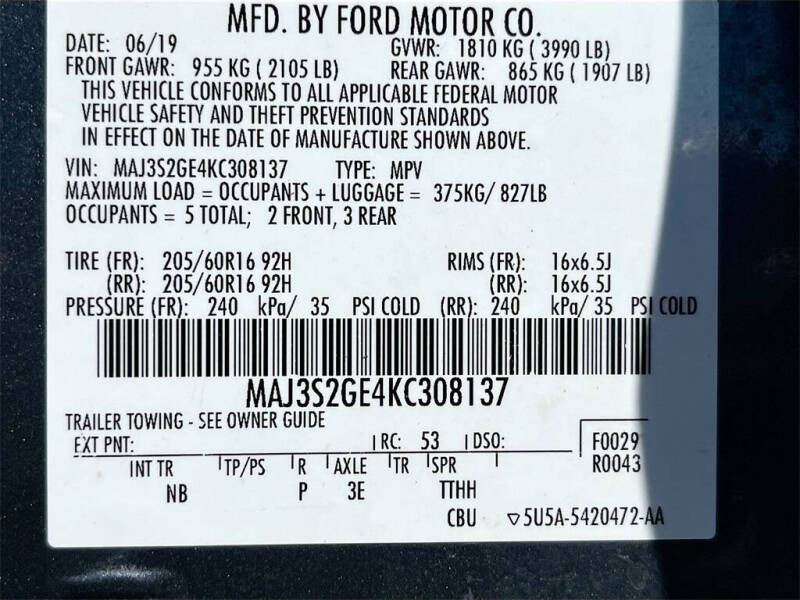 MFD. BY FORD MOTOR CO.
DATE: 06/19 GVWR: 1810 KG ( 3990 LB)
FRONT GAWR: 955 KG ( 2105 LB) REAR GAWR: 865 KG ( 1907 LB)
THIS VEHICLE CONFORMS TO ALL APPLICABLE FEDERAL MOTOR
VEHICLE SAFETY AND THEFT PREVENTION STANDARDS
IN EFFECT ON THE DATE OF MANUFACTURE SHOWN ABOVE.
VIN: MAJ3S2GE4KC308137 TYPE: MPV
MAXIMUM LOAD = OCCUPANTS + LUGGAGE = 375KG/ 827LB
OCCUPANTS = 5 TOTAL; 2 FRONT, 3 REAR
TIRE (FR): 205/60R16 92H RIMS (FR): 16x6.5J
(RR): 205/60R16 92H (RR): 16x6.5J
PRESSURE (FR): 240 kPa/ 35 PSI COLD (RR): 240 kPa/ 35 PSI COLD
MAJ3S2GE4KC308137
TRAILER TOWING - SEE OWNER GUIDE
EXT PNT: RC: 53 DSO: F0029
INT TR TP/PS R AXLE TR SPR R0043
NB P 3E TTHH
CBU ▽5U5A-5420472-AA